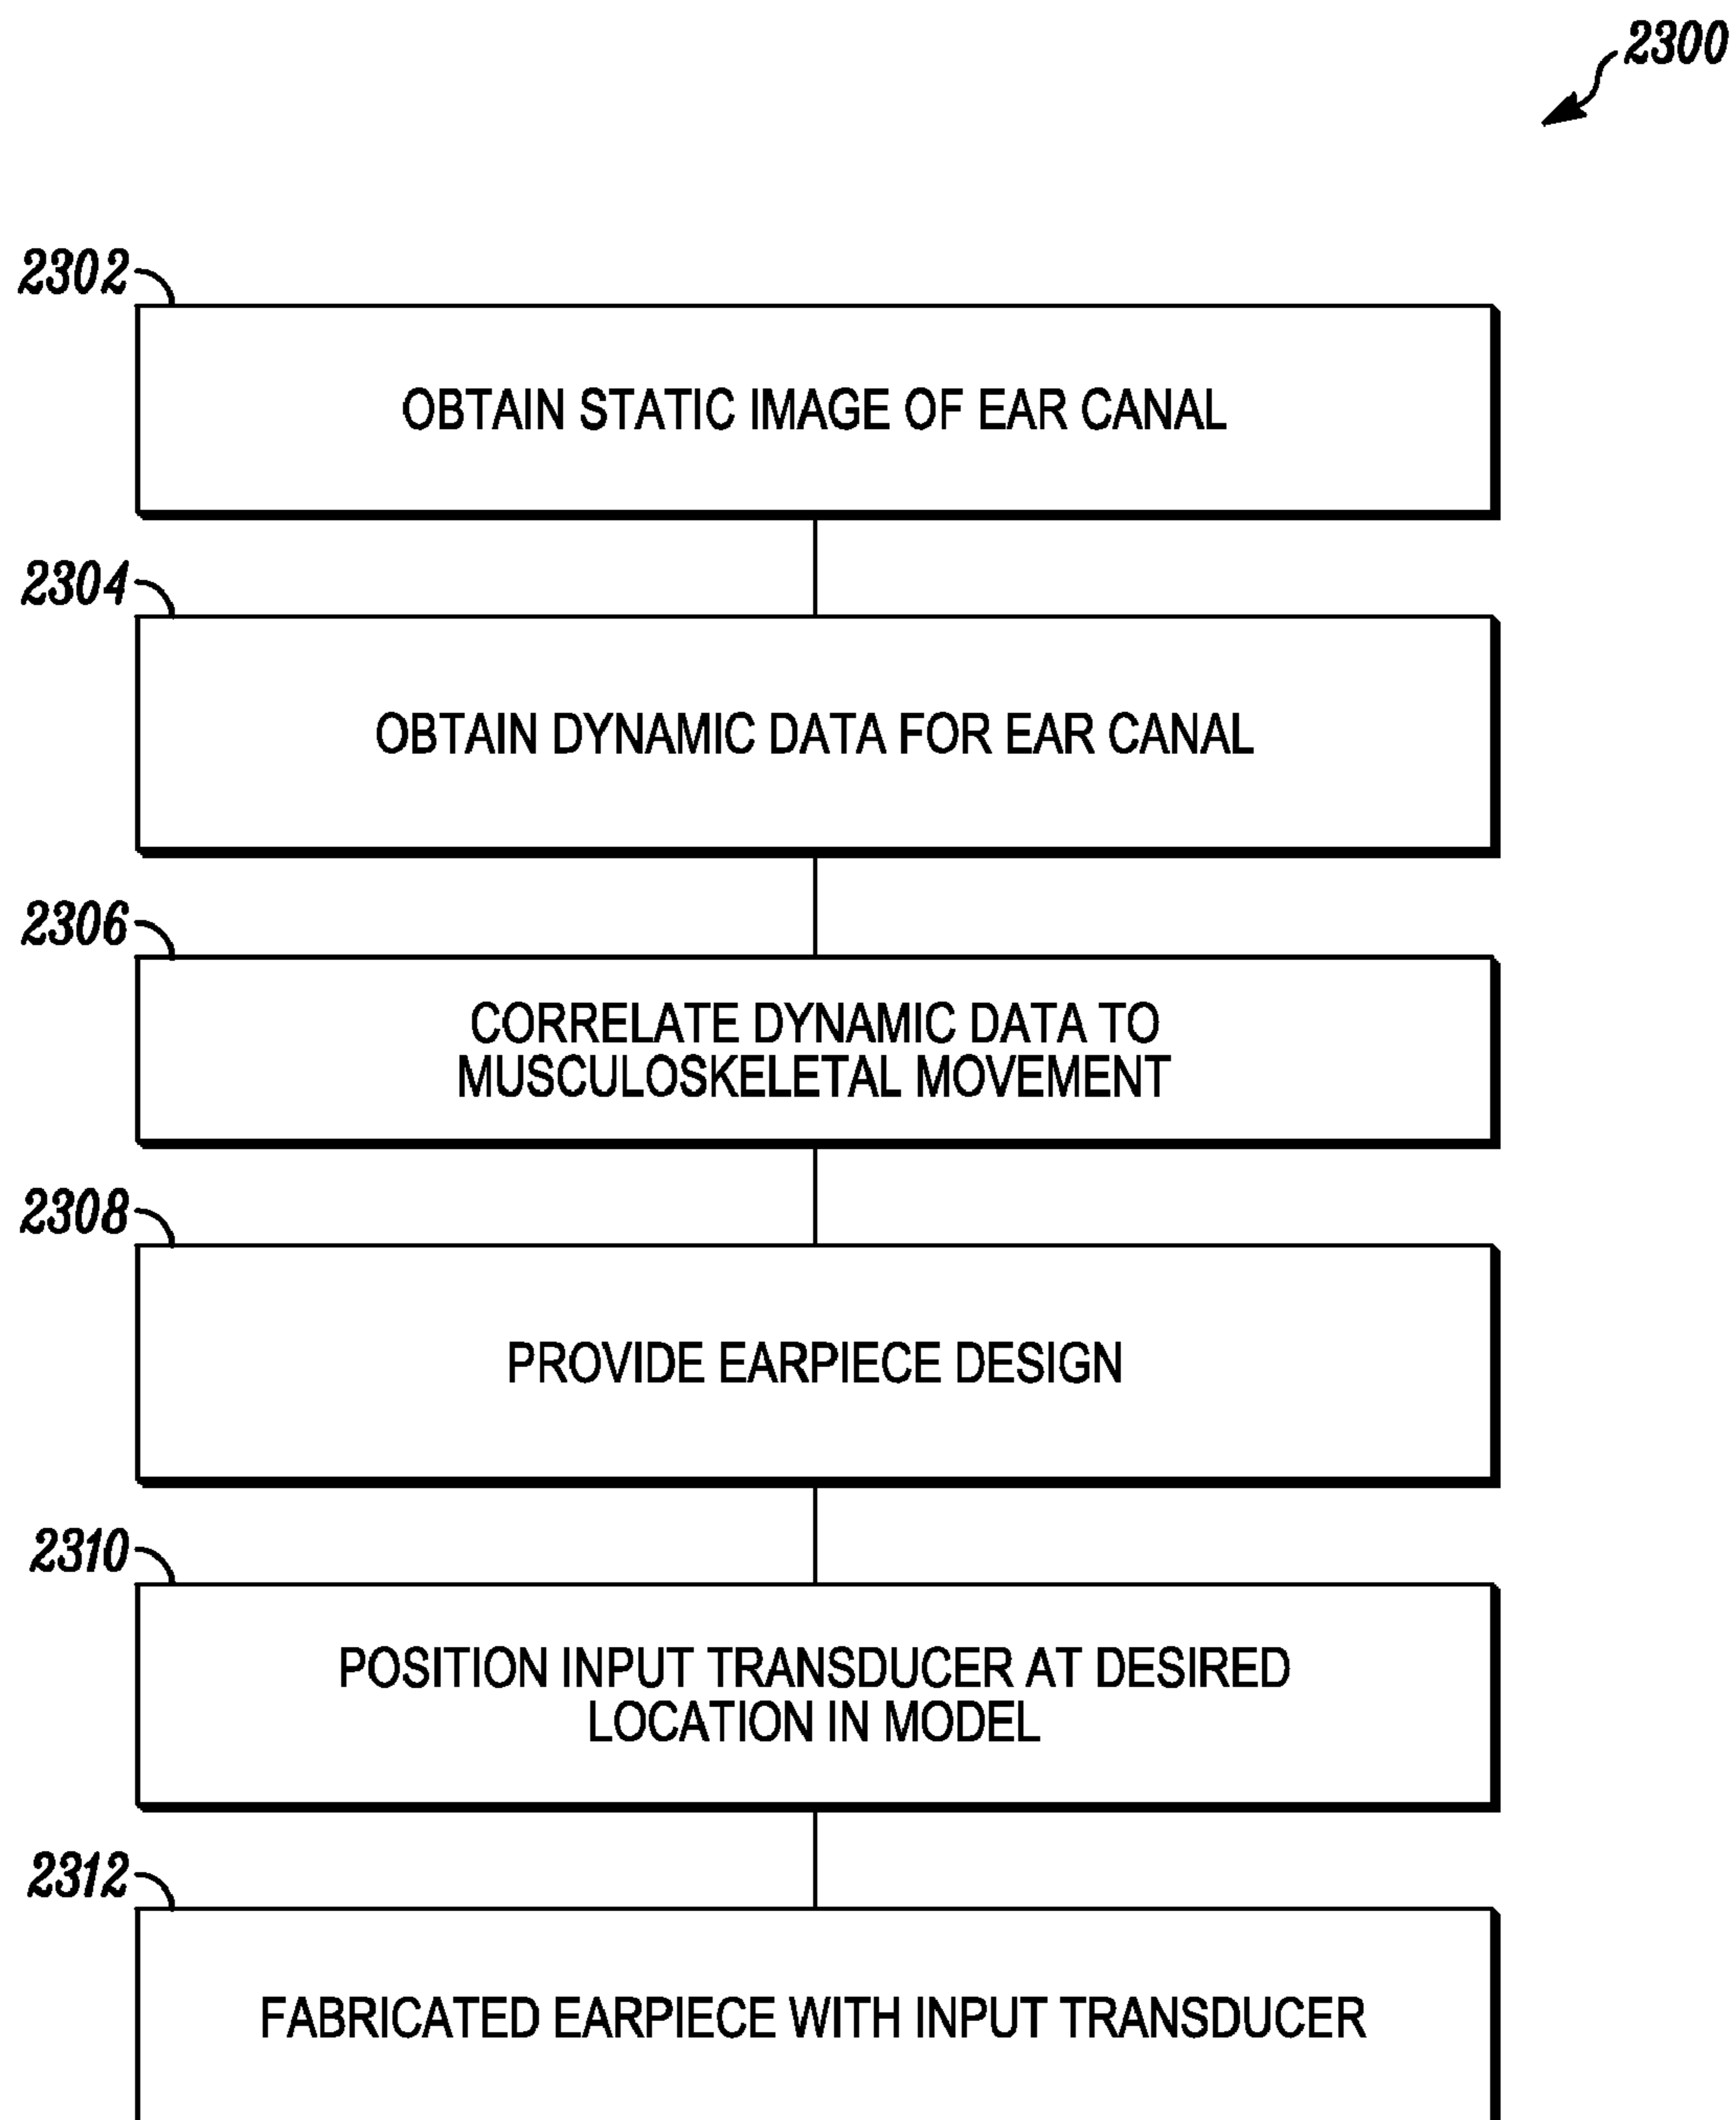 2300
2302
OBTAIN STATIC IMAGE OF EAR CANAL
2304
OBTAIN DYNAMIC DATA FOR EAR CANAL
2306
CORRELATE DYNAMIC DATA TO
MUSCULOSKELETAL MOVEMENT
2308
PROVIDE EARPIECE DESIGN
2310
POSITION INPUT TRANSDUCER AT DESIRED
LOCATION IN MODEL
2312
FABRICATED EARPIECE WITH INPUT TRANSDUCER